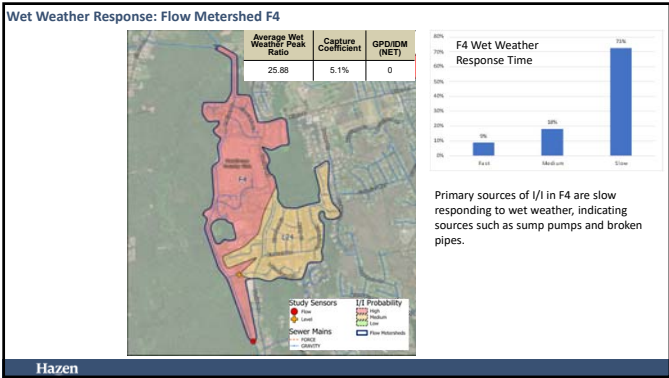 Wet Weather Response: Flow Metershed F4
Average Wet
Weather Peak
Ratio
Capture
Coefficient
GPD/IDM
(NET)
25.88
5.1%
0
F4
L24
Study Sensors
Flow
Level
Sewer Mains
FORCE
GRAVITY
I/I Probability
High
Medium
Low
Flow Metersheds
F4 Wet Weather
Response Time
80%
70%
60%
50%
40%
30%
20%
10%
0%
9%
18%
73%
Fast
Medium
Slow
Primary sources of I/I in F4 are slow
responding to wet weather, indicating
sources such as sump pumps and broken
pipes.
Hazen